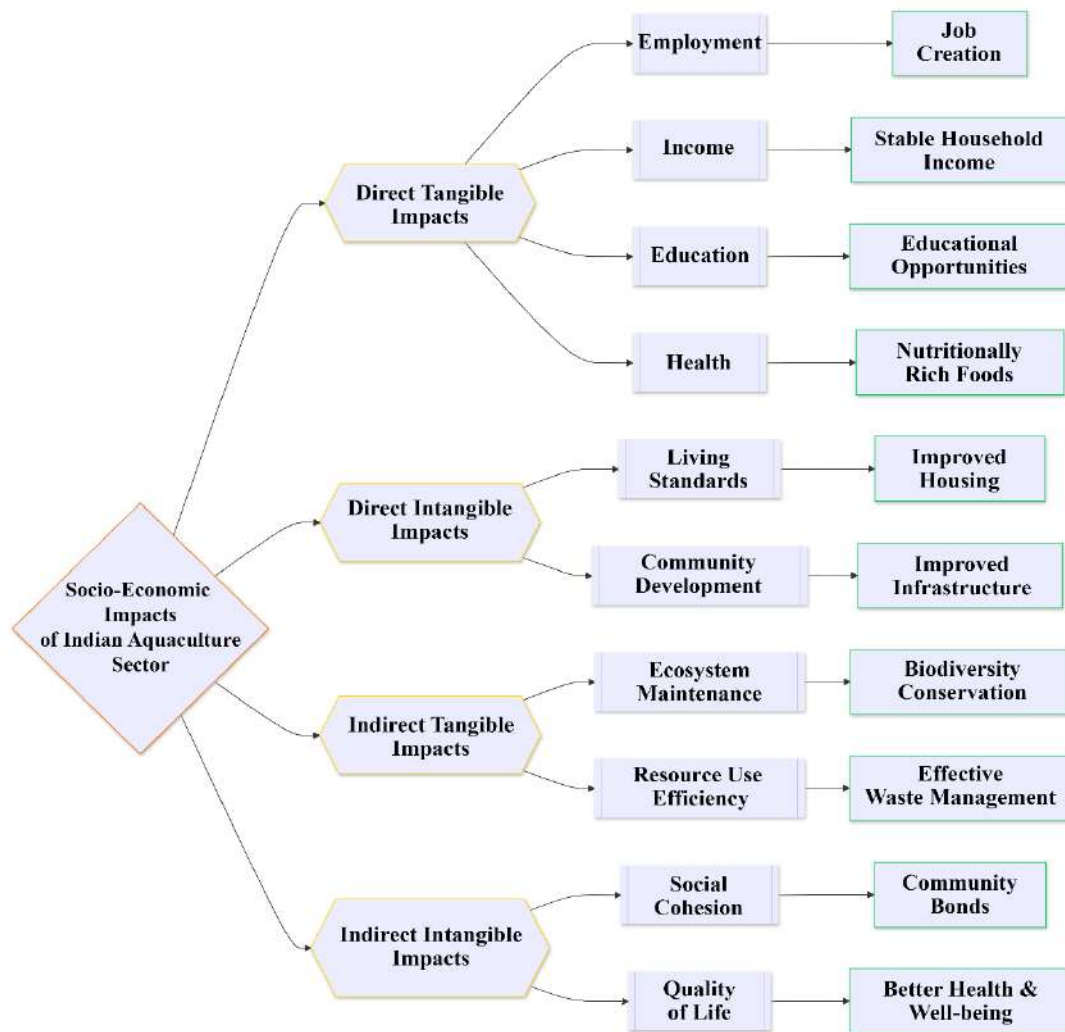 Socio-Economic
Impacts
of Indian Aquaculture
Sector
Direct Tangible
Impacts
Employment
Job
Creation
Income
Stable Household
Income
Education
Educational
Opportunities
Health
Nutritionally
Rich Foods
Direct Intangible
Impacts
Living
Standards
Improved
Housing
Community
Development
Improved
Infrastructure
Indirect Tangible
Impacts
Ecosystem
Maintenance
Biodiversity
Conservation
Resource Use
Efficiency
Effective
Waste Management
Indirect Intangible
Impacts
Social
Cohesion
Community
Bonds
Quality
of Life
Better Health &
Well-being